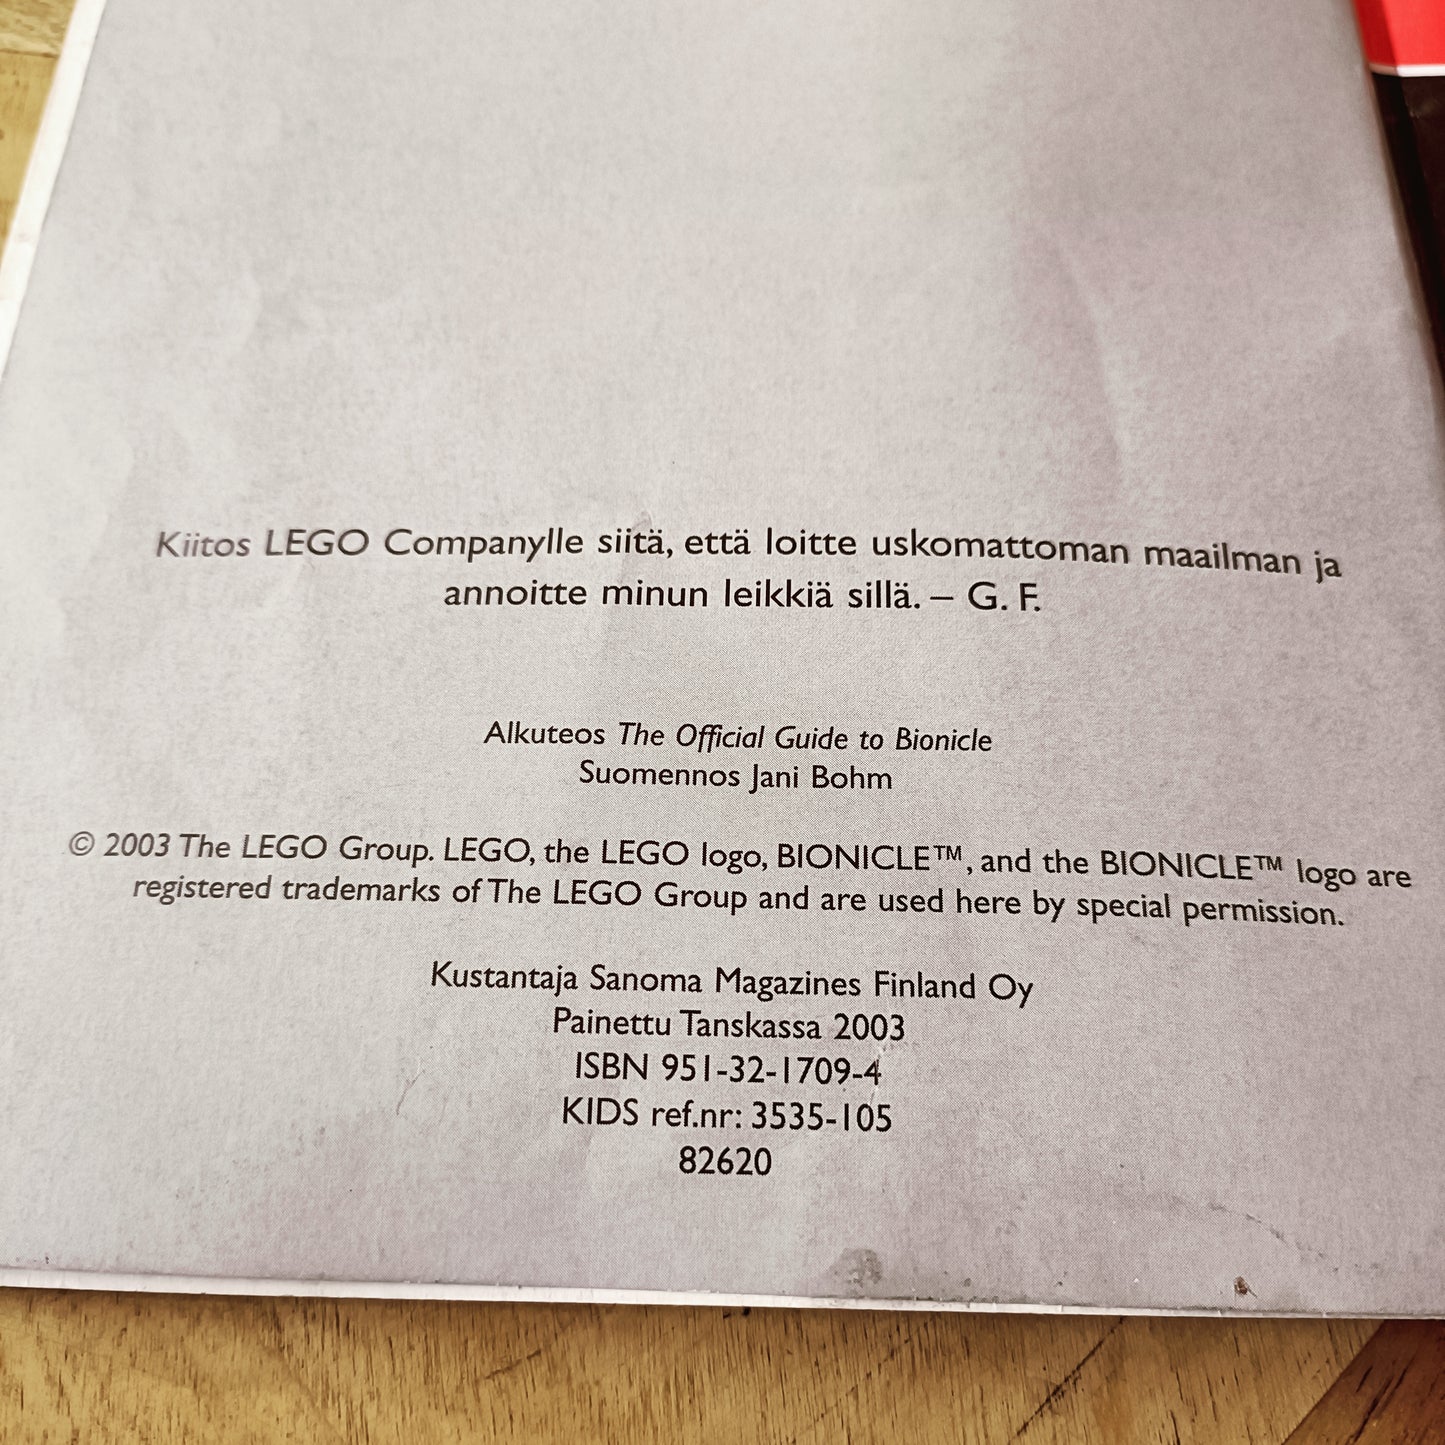 Kiitos LEGO Companylle siitä, että loitte uskomattoman maailman ja
annoitte minun leikkiä sillä. – G. F.
Alkuteos The Official Guide to Bionicle
Suomennos Jani Bohm
© 2003 The LEGO Group. LEGO, the LEGO logo, BIONICLE™, and the BIONICLE™ logo are
registered trademarks of The LEGO Group and are used here by special permission.
Kustantaja Sanoma Magazines Finland Oy
Painettu Tanskassa 2003
ISBN 951-32-1709-4
KIDS ref.nr: 3535-105
82620